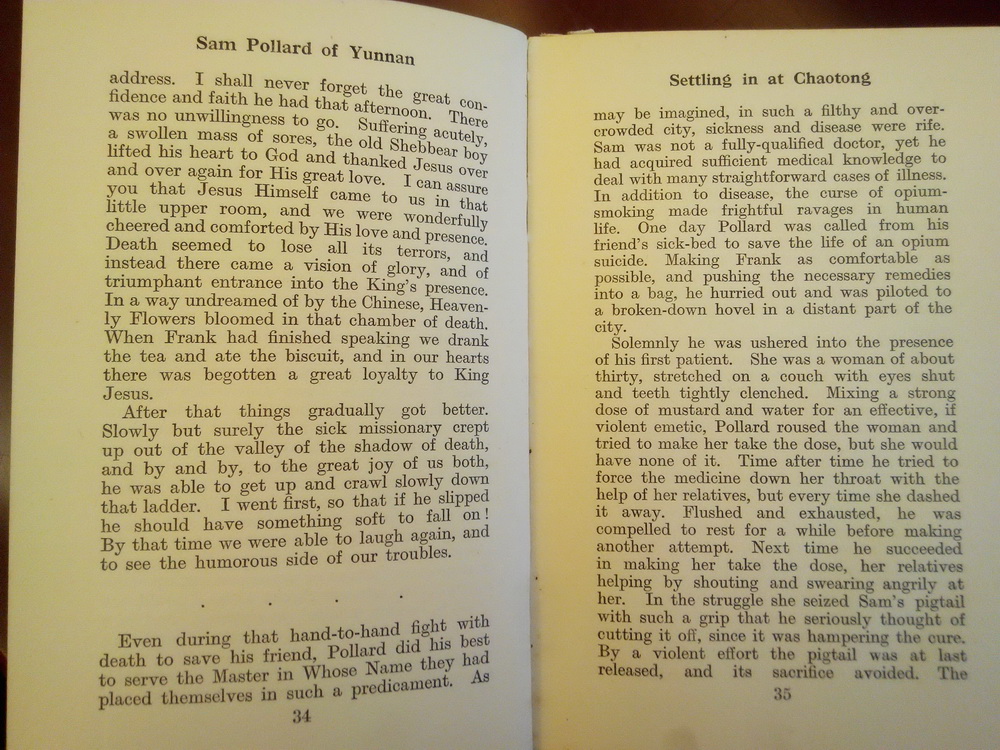 Sam Pollard of Yunnan
address. I shall never forget the great con-
fidence and faith he had that afternoon. There
was no unwillingness to go. Suffering acutely,
a swollen mass of sores, the old Shebbear boy
lifted his heart to God and thanked Jesus over
and over again for His great love. I can assure
you that Jesus Himself came to us in that
little upper room, and we were wonderfully
cheered and comforted by His love and presence.
Death seemed to lose all its terrors, and
instead there came a vision of glory, and of
triumphant entrance into the King's presence.
In a way undreamed of by the Chinese, Heaven-
ly Flowers bloomed in that chamber of death.
When Frank had finished speaking we drank
the tea and ate the biscuit, and in our hearts
there was begotten a great loyalty to King
Jesus.
After that things gradually got better.
Slowly but surely the sick missionary crept
up out of the valley of the shadow of death,
and by and by, to the great joy of us both,
he was able to get up and crawl slowly down
that ladder. I went first, so that if he slipped
he should have something soft to fall on!
By that time we were able to laugh again, and
to see the humorous side of our troubles.
. . . .
Even during that hand-to-hand fight with
death to save his friend, Pollard did his best
to serve the Master in Whose Name they had
placed themselves in such a predicament. As
34
Settling in at Chaotong
may be imagined, in such a filthy and over-
crowded city, sickness and disease were rife.
Sam was not a fully-qualified doctor, yet he
had acquired sufficient medical knowledge to
deal with many straightforward cases of illness.
In addition to disease, the curse of opium-
smoking made frightful ravages in human
life. One day Pollard was called from his
friend's sick-bed to save the life of an opium
suicide. Making Frank as comfortable as
possible, and pushing the necessary remedies
into a bag, he hurried out and was piloted to
a broken-down hovel in a distant part of the
city.
Solemnly he was ushered into the presence
of his first patient. She was a woman of about
thirty, stretched on a couch with eyes shut
and teeth tightly clenched. Mixing a strong
dose of mustard and water for an effective, if
violent emetic, Pollard roused the woman and
tried to make her take the dose, but she would
have none of it. Time after time he tried to
force the medicine down her throat with the
help of her relatives, but every time she dashed
it away. Flushed and exhausted, he was
compelled to rest for a while before making
another attempt. Next time he succeeded
in making her take the dose, her relatives
helping by shouting and swearing angrily at
her. In the struggle she seized Sam's pigtail
with such a grip that he seriously thought of
cutting it off, since it was hampering the cure.
By a violent effort the pigtail was at last
released, and its sacrifice avoided. The
35